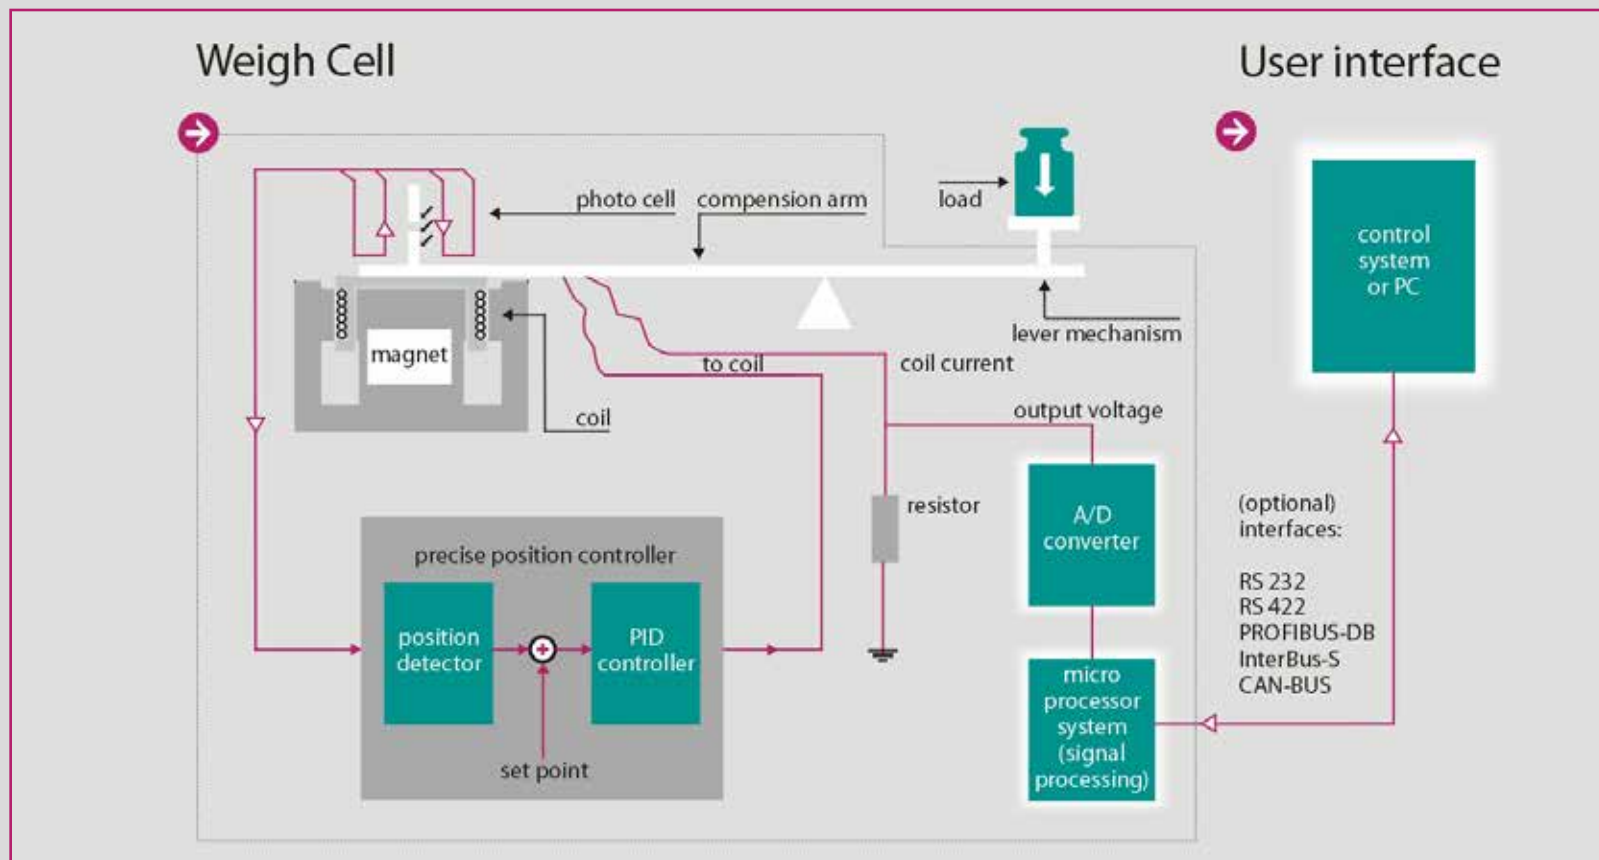 Weigh Cell
User interface
photo cell
compension arm
load
control
system
or PC
lever mechanism
magnet
to coil
coil current
coil
output voltage
resistor
A/D
converter
(optional)
interfaces:
RS 232
RS 422
PROFIBUS-DB
InterBus-S
CAN-BUS
precise position controller
position
detector
PID
controller
set point
micro
processor
system
(signal
processing)